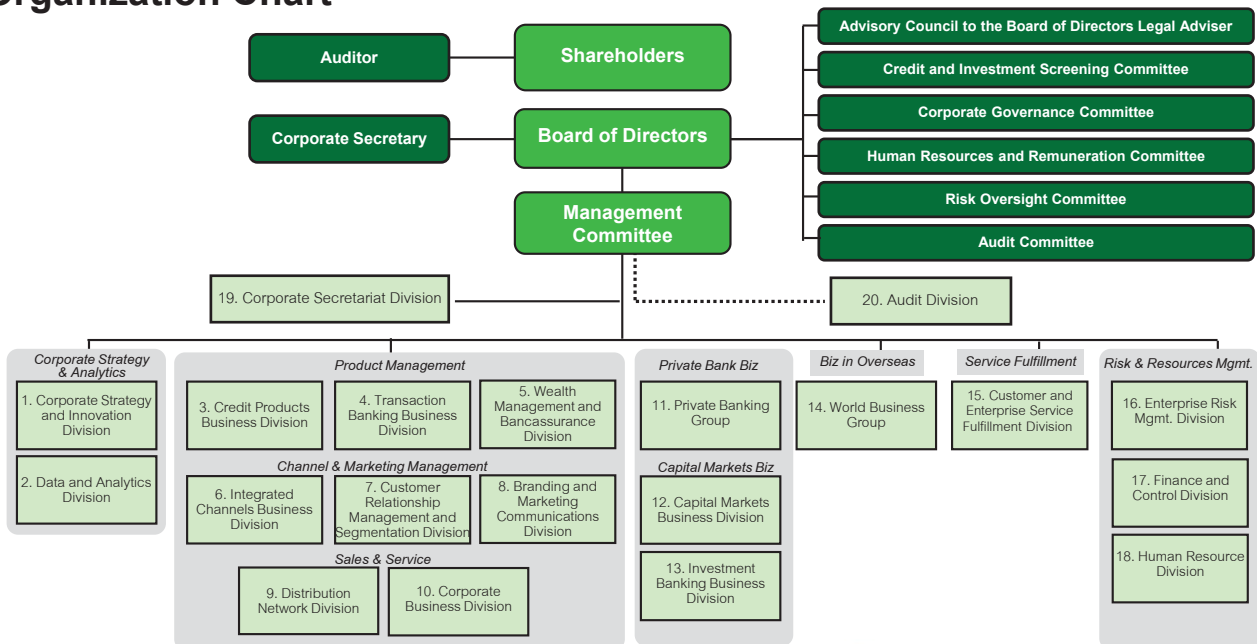 Organization Chart
Auditor
Shareholders
Advisory Council to the Board of Directors Legal Adviser
Credit and Investment Screening Committee
Corporate Secretary
Board of Directors
Corporate Governance Committee
Human Resources and Remuneration Committee
Management
Committee
Risk Oversight Committee
Audit Committee
19. Corporate Secretariat Division
20. Audit Division
Corporate Strategy
& Analytics
1. Corporate Strategy
and Innovation
Division
2. Data and Analytics
Division
Product Management
3. Credit Products
Business Division
4. Transaction
Banking Business
Division
5. Wealth
Management and
Bancassurance
Division
Channel & Marketing Management
6. Integrated
Channels Business
Division
7. Customer
Relationship
Management and
Segmentation Division
8. Branding and
Marketing
Communications
Division
Sales & Service
9. Distribution
Network Division
10. Corporate
Business Division
Private Bank Biz
11. Private Banking
Group
Capital Markets Biz
12. Capital Markets
Business Division
13. Investment
Banking Business
Division
Biz in Overseas
14. World Business
Group
Service Fulfillment
15. Customer and
Enterprise Service
Fulfillment Division
Risk & Resources Mgmt.
16. Enterprise Risk
Mgmt. Division
17. Finance and
Control Division
18. Human Resource
Division